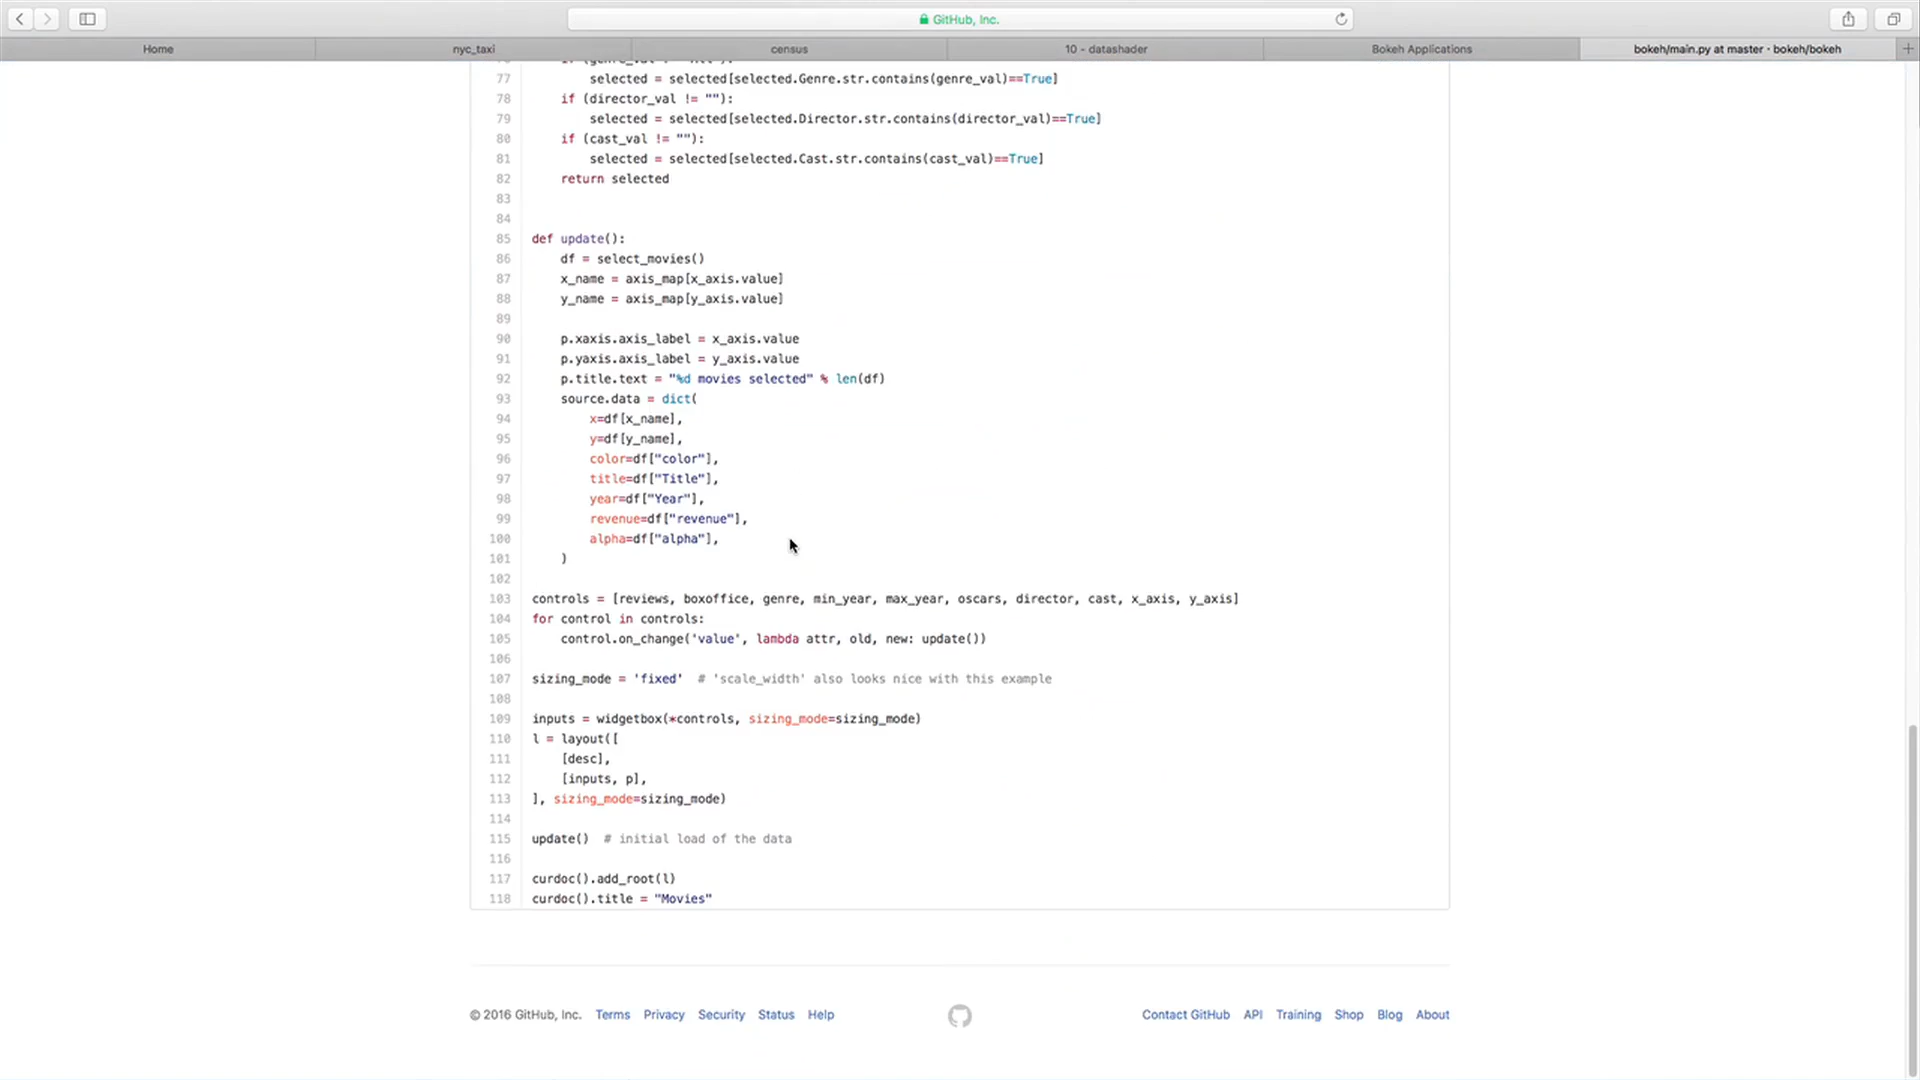 GitHub, Inc.
Home
nyc_taxi
census
10 - datashader
Bokeh Applications
bokeh/main.py at master · bokeh/bokeh
77 selected = selected[selected.Genre.str.contains(genre_val)==True]
78 if (director_val != ""):
79 selected = selected[selected.Director.str.contains(director_val)==True]
80 if (cast_val != ""):
81 selected = selected[selected.Cast.str.contains(cast_val)==True]
82 return selected
83
84
85 def update():
86 df = select_movies()
87 x_name = axis_map[x_axis.value]
88 y_name = axis_map[y_axis.value]
89
90 p.xaxis.axis_label = x_axis.value
91 p.yaxis.axis_label = y_axis.value
92 p.title.text = "%d movies selected" % len(df)
93 source.data = dict(
94 x=df[x_name],
95 y=df[y_name],
96 color=df["color"],
97 title=df["Title"],
98 year=df["Year"],
99 revenue=df["revenue"],
100 alpha=df["alpha"],
101 )
102
103 controls = [reviews, boxoffice, genre, min_year, max_year, oscars, director, cast, x_axis, y_axis]
104 for control in controls:
105 control.on_change('value', lambda attr, old, new: update())
106
107 sizing_mode = 'fixed' # 'scale_width' also looks nice with this example
108
109 inputs = widgetbox(*controls, sizing_mode=sizing_mode)
110 l = layout([
111 [desc],
112 [inputs, p],
113 ], sizing_mode=sizing_mode)
114
115 update() # initial load of the data
116
117 curdoc().add_root(l)
118 curdoc().title = "Movies"
© 2016 GitHub, Inc. Terms Privacy Security Status Help Contact GitHub API Training Shop Blog About